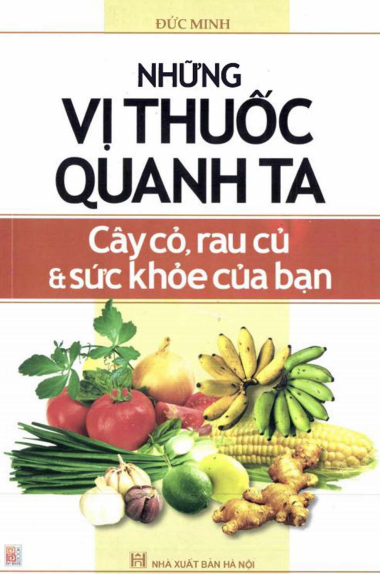 ĐỨC MINH
NHỮNG
VỊ THUỐC
QUANH TA
Cây cỏ, rau củ
& sức khỏe của bạn
NHÀ XUẤT BẢN HÀ NỘI